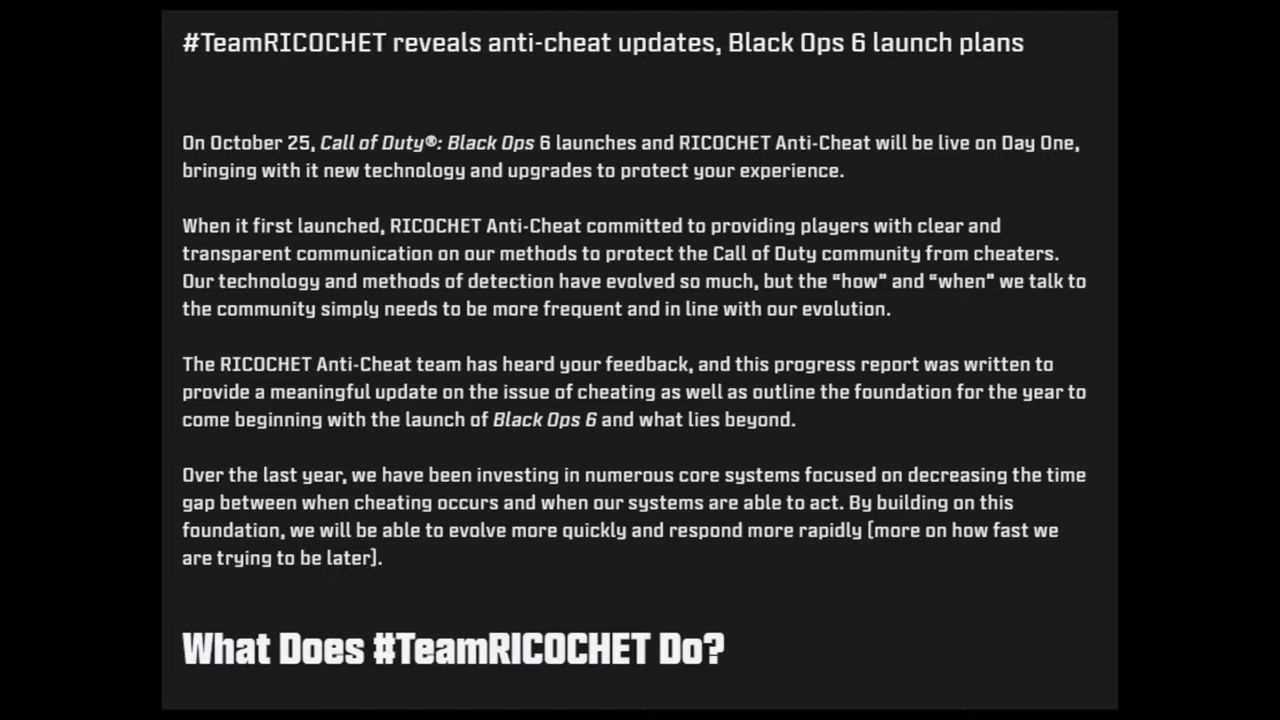 #TeamRICOCHET reveals anti-cheat updates, Black Ops 6 launch plans
On October 25, Call of Duty®: Black Ops 6 launches and RICOCHET Anti-Cheat will be live on Day One,
bringing with it new technology and upgrades to protect your experience.
When it first launched, RICOCHET Anti-Cheat committed to providing players with clear and
transparent communication on our methods to protect the Call of Duty community from cheaters.
Our technology and methods of detection have evolved so much, but the “how” and “when” we talk to
the community simply needs to be more frequent and in line with our evolution.
The RICOCHET Anti-Cheat team has heard your feedback, and this progress report was written to
provide a meaningful update on the issue of cheating as well as outline the foundation for the year to
come beginning with the launch of Black Ops 6 and what lies beyond.
Over the last year, we have been investing in numerous core systems focused on decreasing the time
gap between when cheating occurs and when our systems are able to act. By building on this
foundation, we will be able to evolve more quickly and respond more rapidly (more on how fast we
are trying to be later).
What Does #TeamRICOCHET Do?